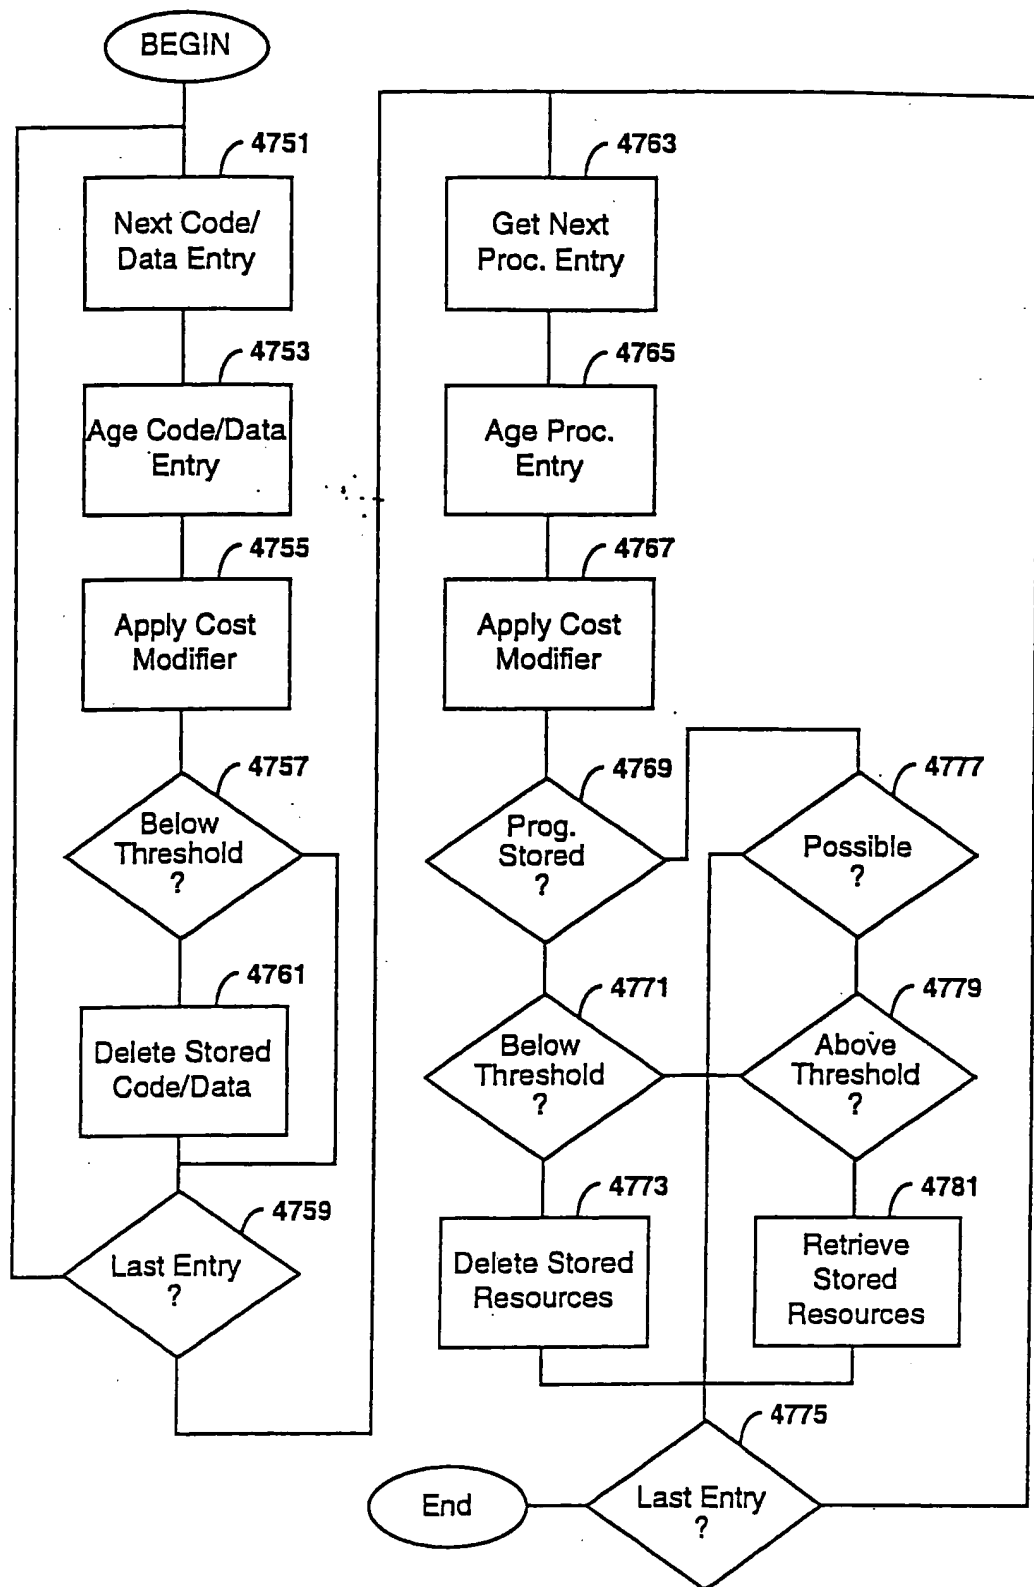 BEGIN
4751
Next Code/
Data Entry
4753
Age Code/Data
Entry
4755
Apply Cost
Modifier
4757
Below
Threshold
?
4761
Delete Stored
Code/Data
4759
Last Entry
?
4763
Get Next
Proc. Entry
4765
Age Proc.
Entry
4767
Apply Cost
Modifier
4769
Prog.
Stored
?
4777
Possible
?
4771
Below
Threshold
?
4779
Above
Threshold
?
4773
Delete Stored
Resources
4781
Retrieve
Stored
Resources
4775
Last Entry
?
End